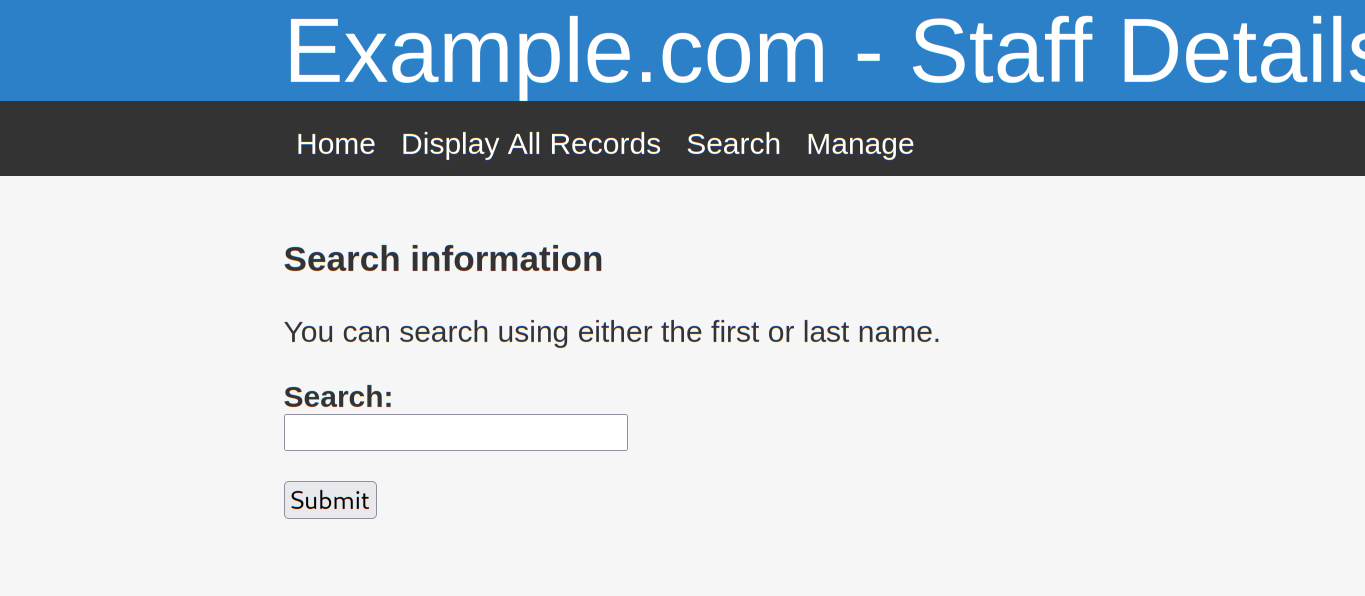 Example.com - Staff Details
Home Display All Records Search Manage
Search information
You can search using either the first or last name.
Search:
Submit